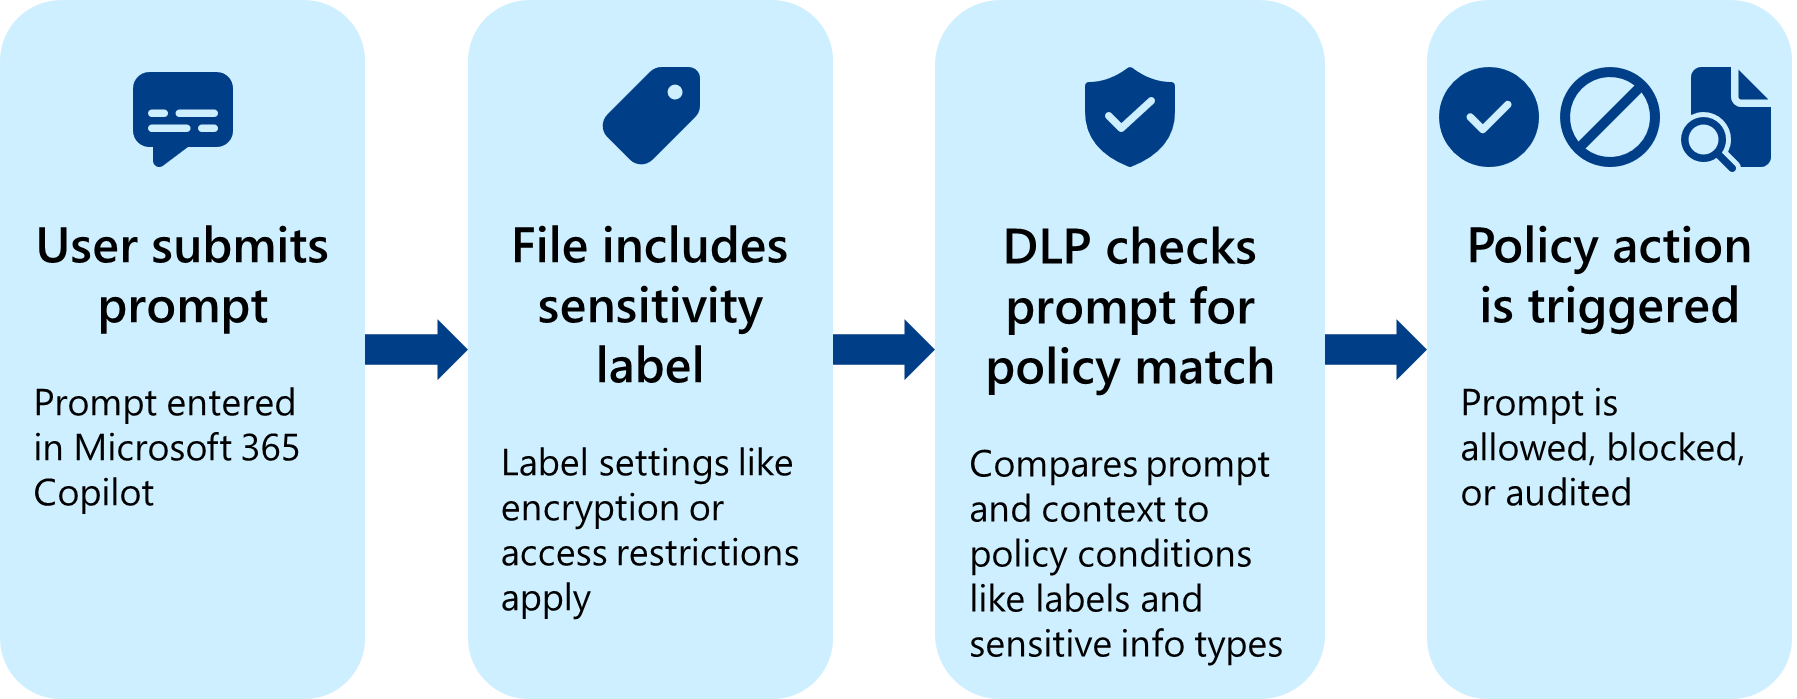 User submits
prompt
Prompt entered
in Microsoft 365
Copilot
File includes
sensitivity
label
Label settings like
encryption or
access restrictions
apply
DLP checks
prompt for
policy match
Compares prompt
and context to
policy conditions
like labels and
sensitive info types
Policy action
is triggered
Prompt is
allowed, blocked,
or audited